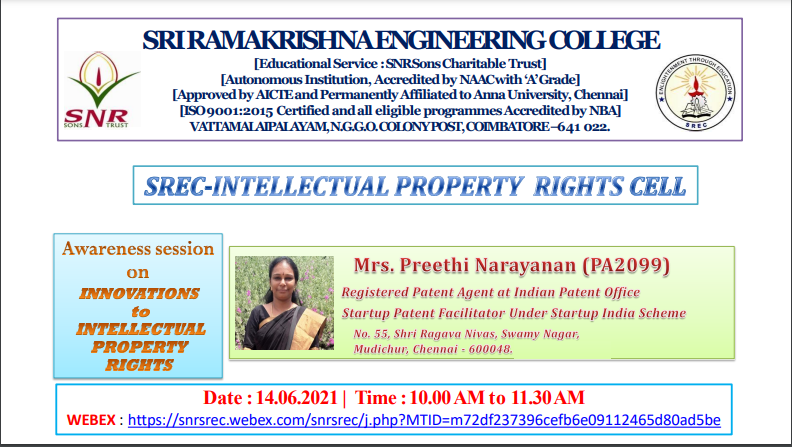 SRI RAMAKRISHNA ENGINEERING COLLEGE
[Educational Service : SNR Sons Charitable Trust]
[Autonomous Institution, Accredited by NAAC with ‘A’ Grade]
[Approved by AICTE and Permanently Affiliated to Anna University, Chennai]
[ISO 9001:2015 Certified and all eligible programmes Accredited by NBA]
VATTAMALAIPALAYAM, N.G.G.O. COLONY POST, COIMBATORE – 641 022.
SNR
SONS TRUST
ENLIGHTENMENT THROUGH EDUCATION
SREC
SREC-INTELLECTUAL PROPERTY RIGHTS CELL
Awareness session
on
INNOVATIONS
to
INTELLECTUAL
PROPERTY
RIGHTS
Mrs. Preethi Narayanan (PA2099)
Registered Patent Agent at Indian Patent Office
Startup Patent Facilitator Under Startup India Scheme
No. 55, Shri Ragava Nivas, Swamy Nagar,
Mudichur, Chennai - 600048.
Date : 14.06.2021 | Time : 10.00 AM to 11.30 AM
WEBEX : https://snrsrec.webex.com/snrsrec/j.php?MTID=m72df237396cefb6e09112465d80ad5be